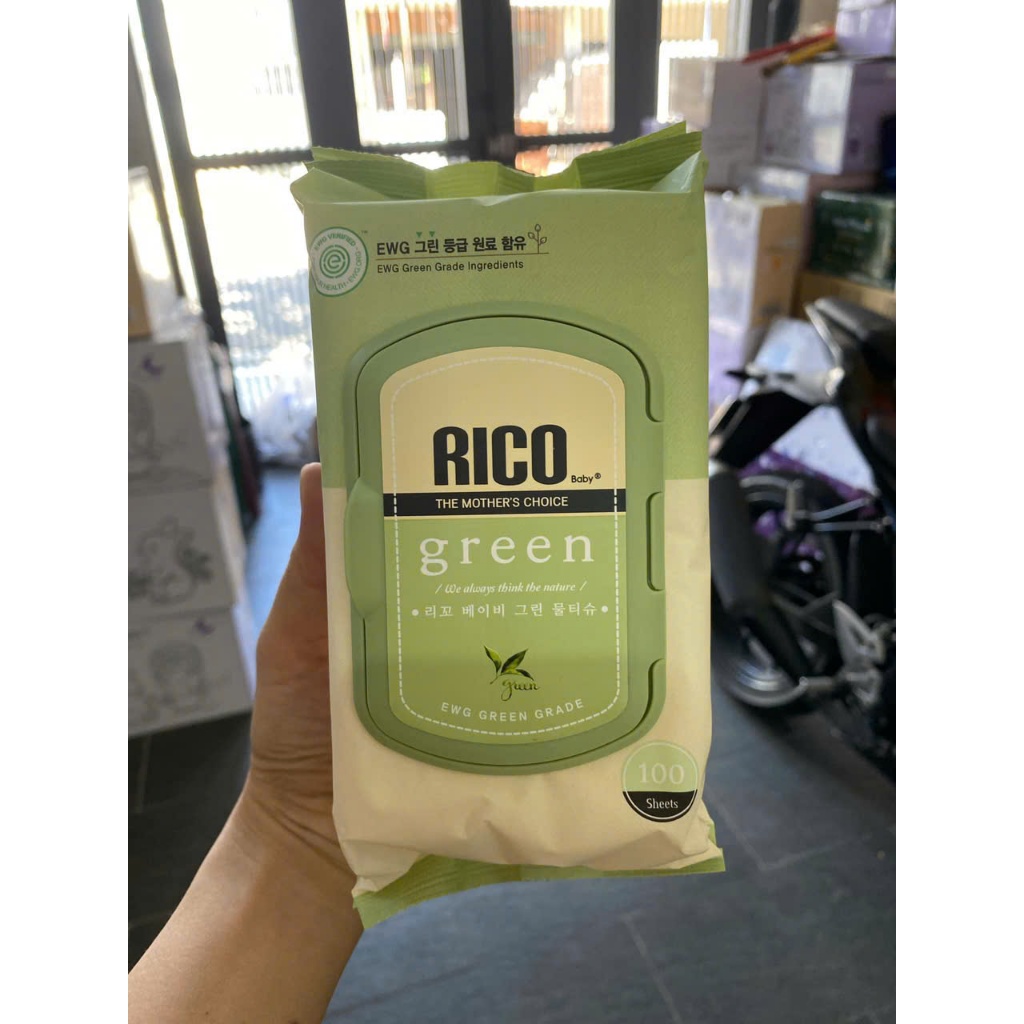 EWG VERIFIED
EWG 그린 등급 원료 함유
EWG Green Grade Ingredients
RICO
Baby®
THE MOTHER'S CHOICE
green
/ We always think the nature /
• 리꼬 베이비 그린 물티슈 •
green
EWG GREEN GRADE
100
Sheets